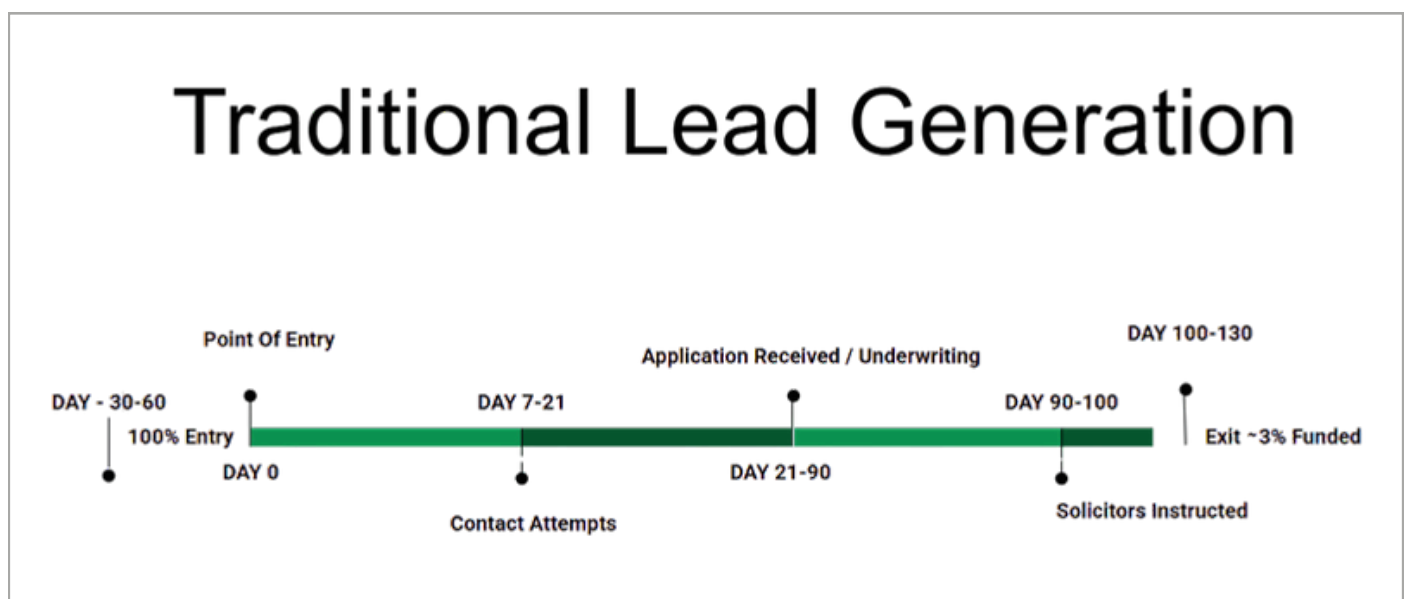 Traditional Lead Generation
Point Of Entry
DAY 100-130
Application Received / Underwriting
DAY - 30-60
DAY 7-21
DAY 90-100
100% Entry
Exit ~3% Funded
DAY 0
DAY 21-90
Contact Attempts
Solicitors Instructed